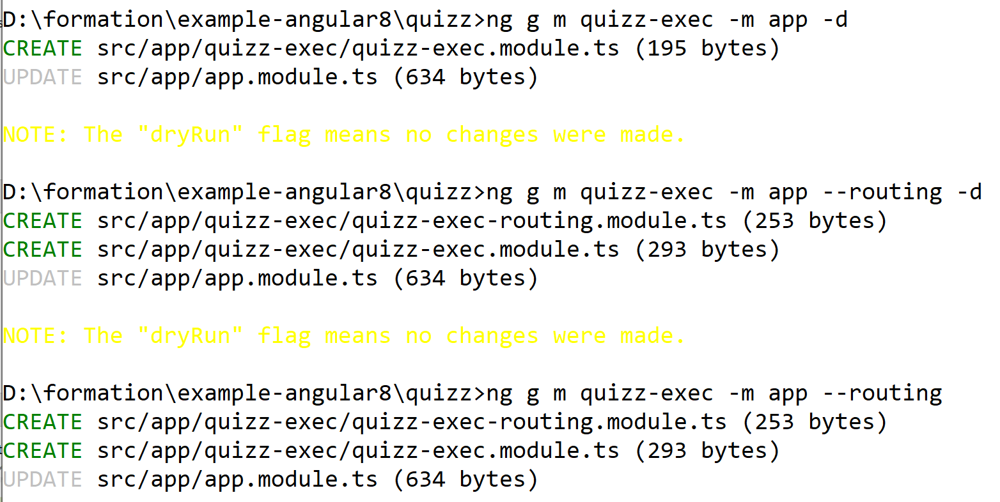 D:\formation\example-angular8\quizz>ng g m quizz-exec -m app -d
CREATE src/app/quizz-exec/quizz-exec.module.ts (195 bytes)
UPDATE src/app/app.module.ts (634 bytes)
NOTE: The "dryRun" flag means no changes were made.
D:\formation\example-angular8\quizz>ng g m quizz-exec -m app --routing -d
CREATE src/app/quizz-exec/quizz-exec-routing.module.ts (253 bytes)
CREATE src/app/quizz-exec/quizz-exec.module.ts (293 bytes)
UPDATE src/app/app.module.ts (634 bytes)
NOTE: The "dryRun" flag means no changes were made.
D:\formation\example-angular8\quizz>ng g m quizz-exec -m app --routing
CREATE src/app/quizz-exec/quizz-exec-routing.module.ts (253 bytes)
CREATE src/app/quizz-exec/quizz-exec.module.ts (293 bytes)
UPDATE src/app/app.module.ts (634 bytes)